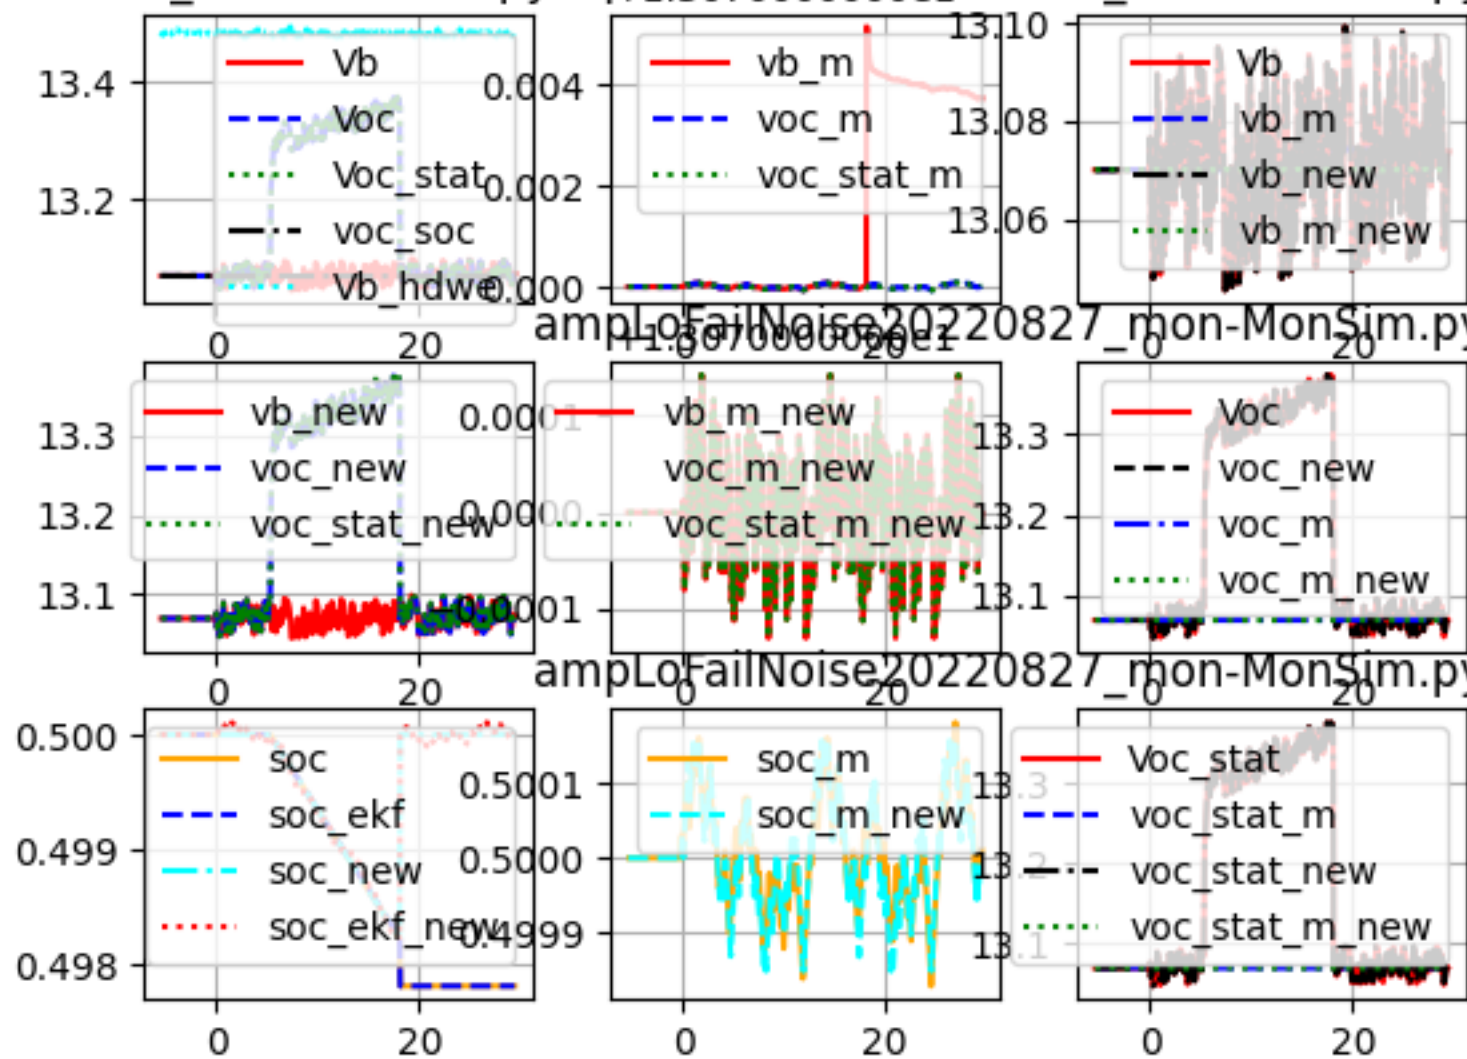 13.4
13.2
Vb
Voc
Voc_stat
voc_soc
Vb_hdwe
0 20
0.004
0.002
0.000
vb_m
voc_m
voc_stat_m
13.10
13.08
13.06
Vb
vb_m
vb_new
vb_m_new
0 20
ampLoFailNoise20220827_mon-MonSim.py
13.3
13.2
13.1
vb_new
voc_new
voc_stat_new
0 20
0.0001
0.0000
vb_m_new
voc_m_new
voc_stat_m_new
0 20
13.3
13.2
13.1
Voc
voc_new
voc_m
voc_m_new
0 20
ampLoFailNoise20220827_mon-MonSim.py
0.500
0.499
0.498
soc
soc_ekf
soc_new
soc_ekf_new
0 20
0.5001
0.5000
0.4999
soc_m
soc_m_new
0 20
Voc_stat
voc_stat_m
voc_stat_new
voc_stat_m_new
0 20